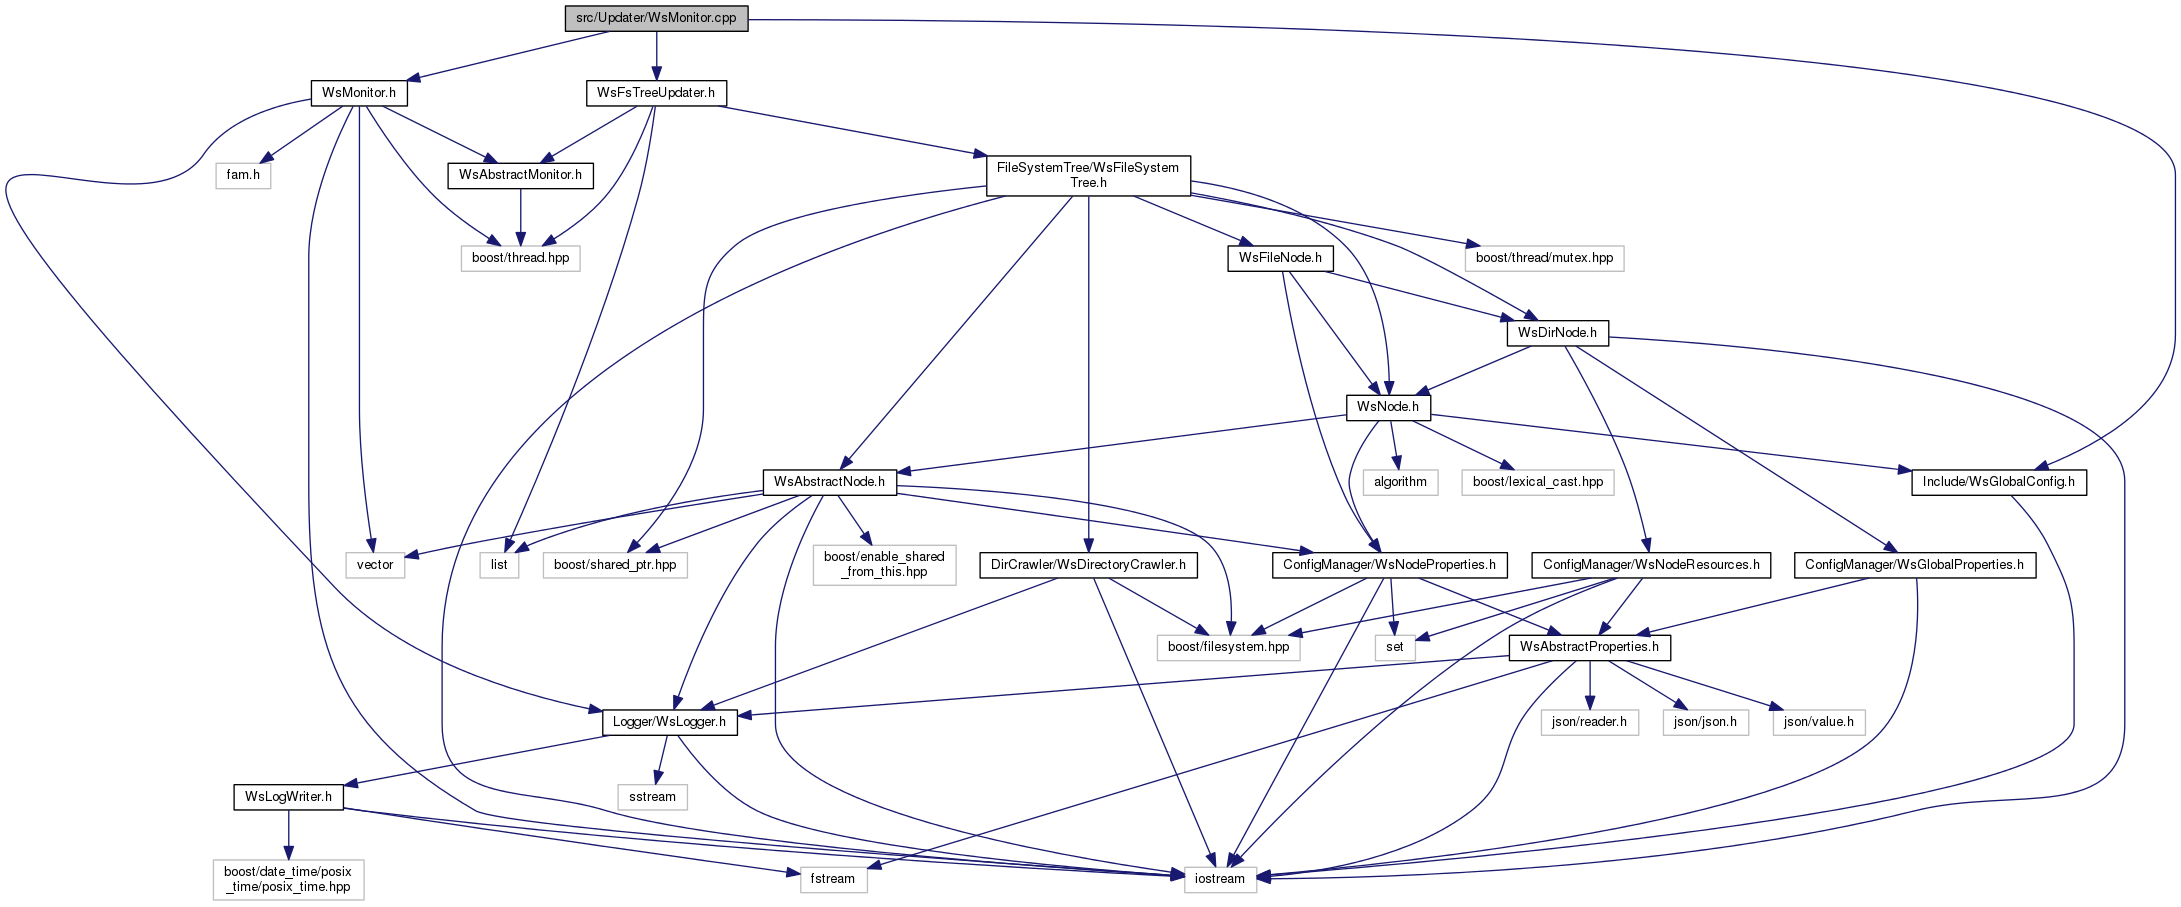 src/Updater/WsMonitor.cpp
WsMonitor.h
WsFsTreeUpdater.h
fam.h
WsAbstractMonitor.h
FileSystemTree/WsFileSystem
Tree.h
boost/thread.hpp
WsFileNode.h
boost/thread/mutex.hpp
WsDirNode.h
WsNode.h
WsAbstractNode.h
algorithm
boost/lexical_cast.hpp
Include/WsGlobalConfig.h
vector
list
boost/shared_ptr.hpp
boost/enable_shared
_from_this.hpp
DirCrawler/WsDirectoryCrawler.h
ConfigManager/WsNodeProperties.h
ConfigManager/WsNodeResources.h
ConfigManager/WsGlobalProperties.h
boost/filesystem.hpp
set
WsAbstractProperties.h
Logger/WsLogger.h
json/reader.h
json/json.h
json/value.h
WsLogWriter.h
sstream
boost/date_time/posix
_time/posix_time.hpp
fstream
iostream